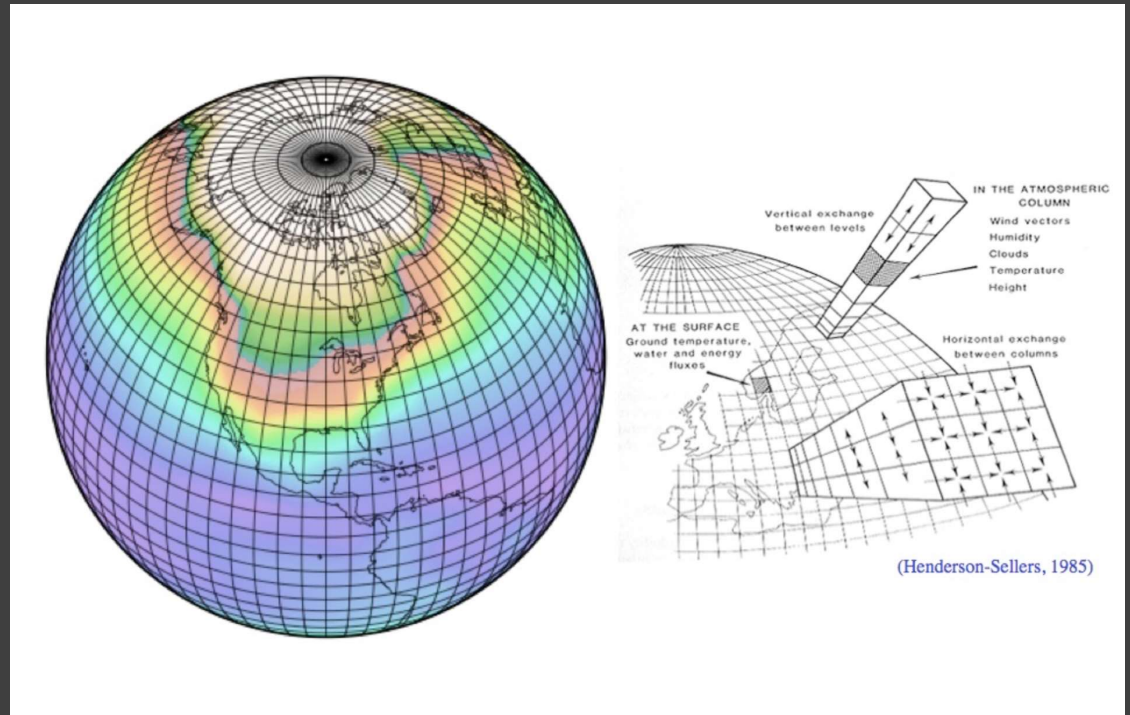 Vertical exchange
between levels
IN THE ATMOSPHERIC
COLUMN
Wind vectors
Humidity
Clouds
Temperature
Height
AT THE SURFACE
Ground temperature,
water and energy
fluxes
Horizontal exchange
between columns
(Henderson-Sellers, 1985)